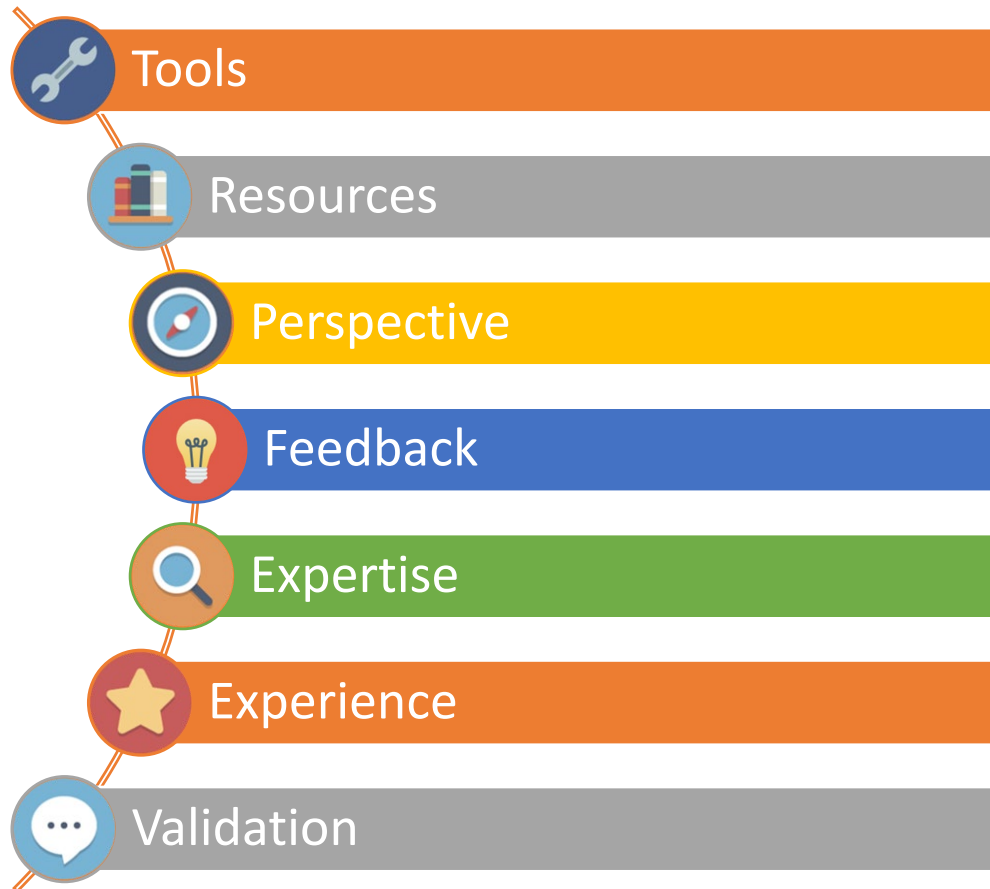 Tools
Resources
Perspective
Feedback
Expertise
Experience
Validation